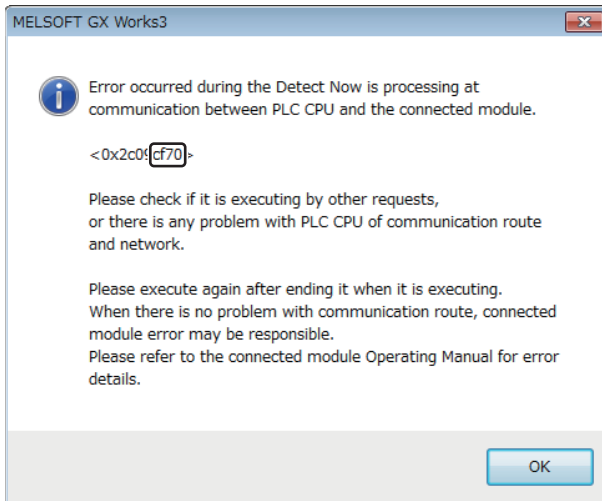 MELSOFT GX Works3
Error occurred during the Detect Now is processing at
communication between PLC CPU and the connected module.
<0x2c09cf70>
Please check if it is executing by other requests,
or there is any problem with PLC CPU of communication route
and network.
Please execute again after ending it when it is executing.
When there is no problem with communication route, connected
module error may be responsible.
Please refer to the connected module Operating Manual for error
details.
OK